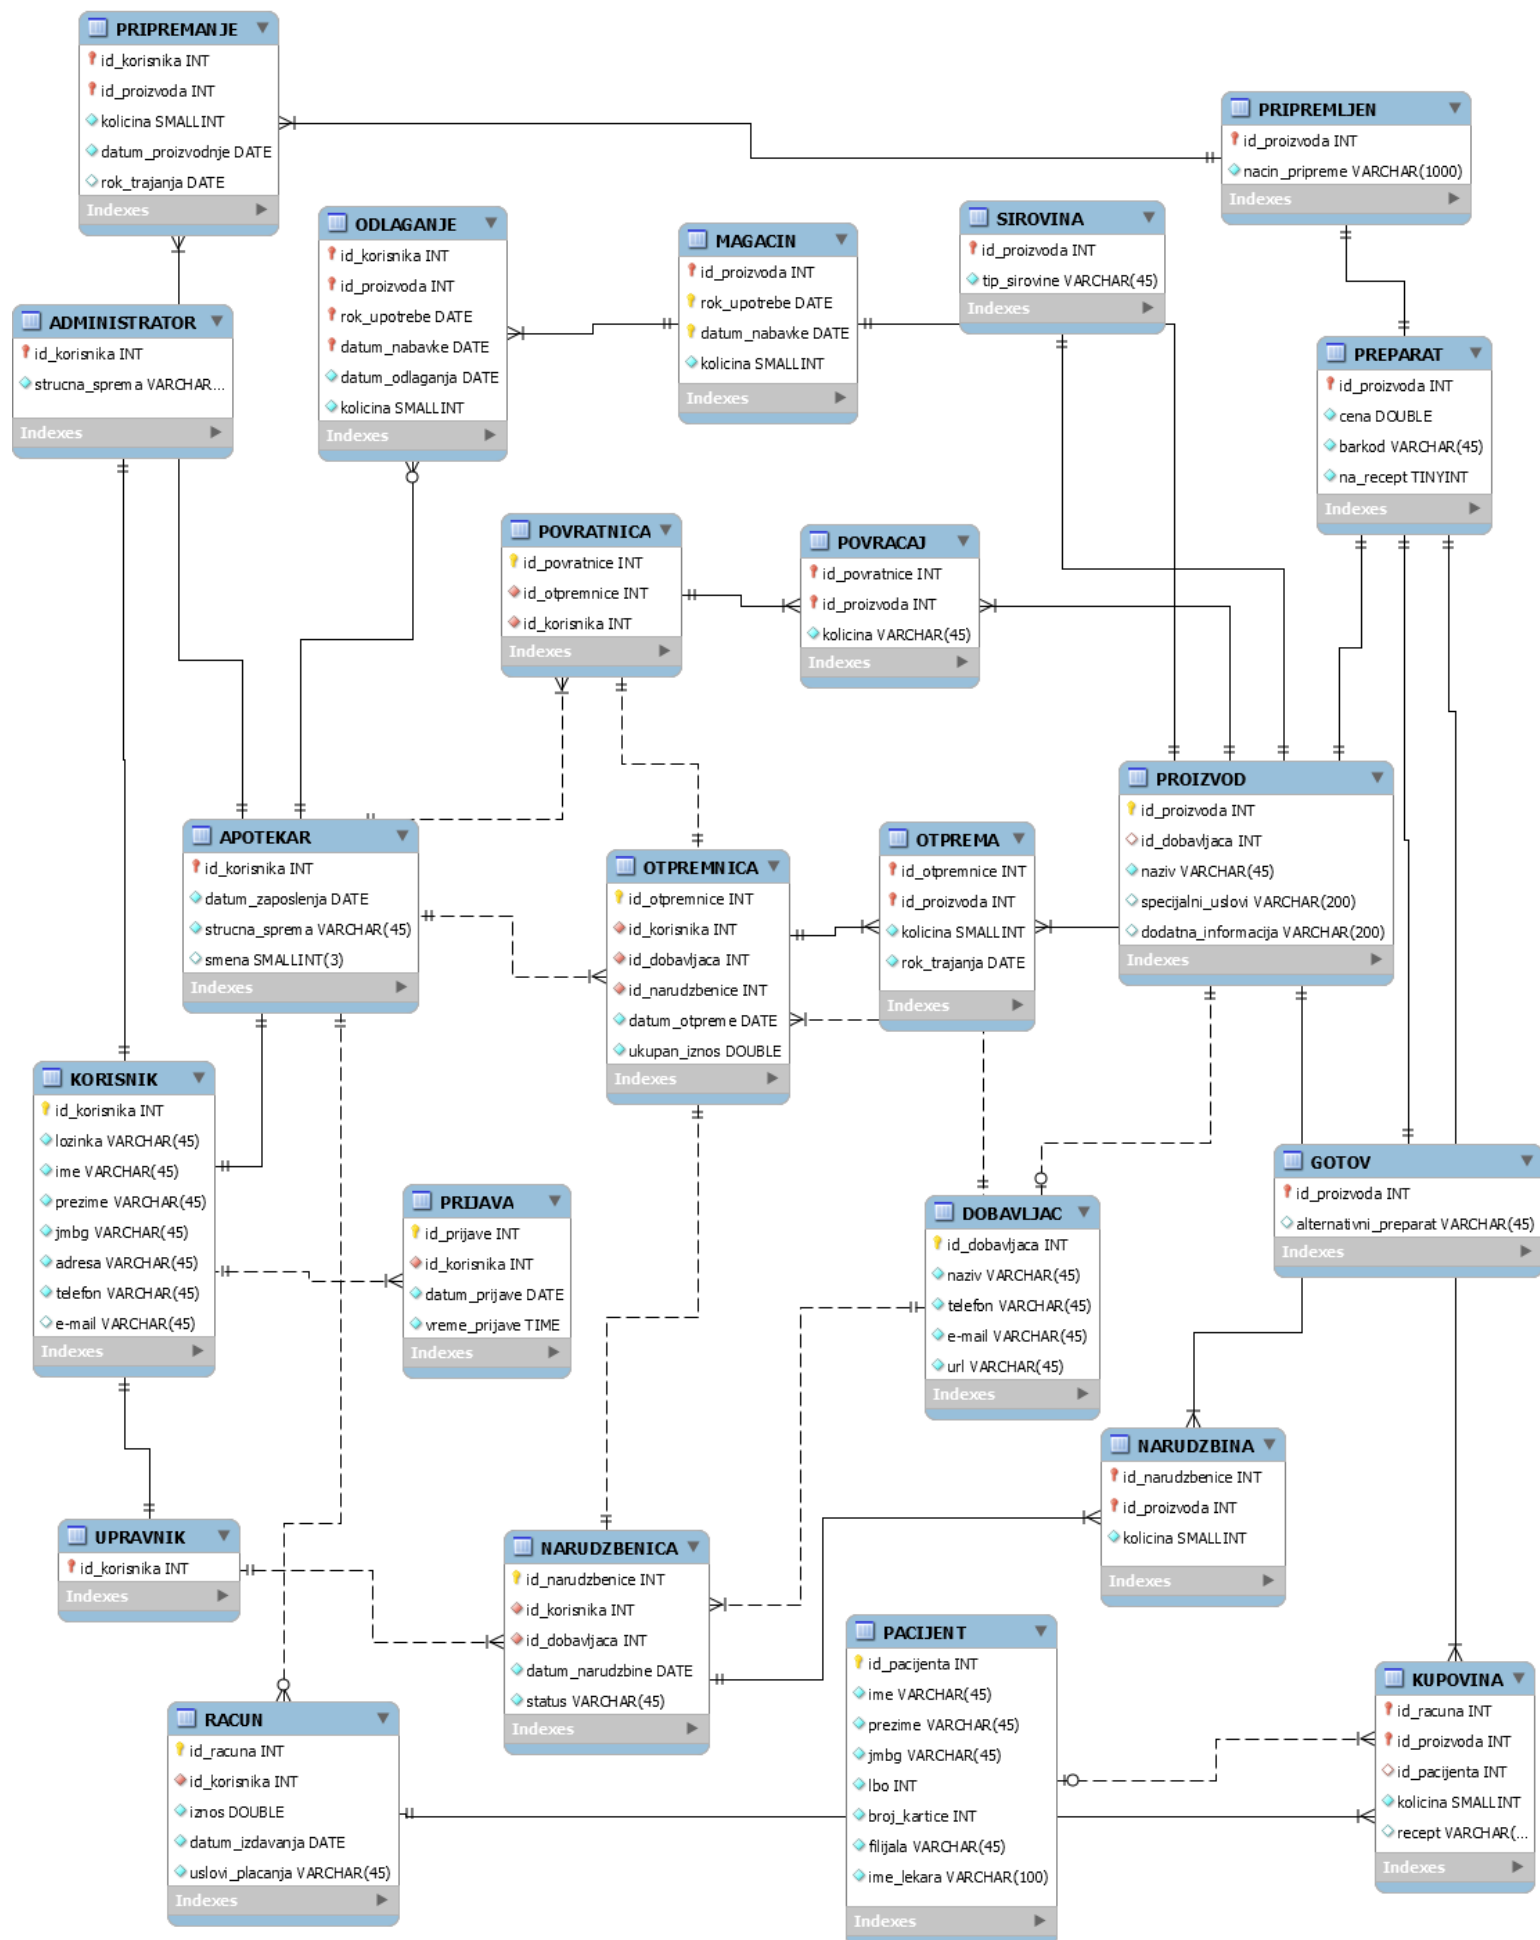 PRIPREMANJE
id_korisnika INT
id_proizvoda INT
kolicina SMALLINT
datum_proizvodnje DATE
rok_trajanja DATE
Indexes
PRIPREMLJEN
id_proizvoda INT
nacin_pripreme VARCHAR(1000)
Indexes
ODLAGANJE
id_korisnika INT
id_proizvoda INT
rok_upotrebe DATE
datum_nabavke DATE
datum_odlaganja DATE
kolicina SMALLINT
Indexes
MAGACIN
id_proizvoda INT
rok_upotrebe DATE
datum_nabavke DATE
kolicina SMALLINT
Indexes
SIROVINA
id_proizvoda INT
tip_sirovine VARCHAR(45)
Indexes
ADMINISTRATOR
id_korisnika INT
strucna_sprema VARCHAR...
Indexes
PREPARAT
id_proizvoda INT
cena DOUBLE
barkod VARCHAR(45)
na_recept TINYINT
Indexes
POVRATNICA
id_povratnice INT
id_otpremnice INT
id_korisnika INT
Indexes
POVRACAJ
id_povratnice INT
id_proizvoda INT
kolicina VARCHAR(45)
Indexes
APOTEKAR
id_korisnika INT
datum_zaposlenja DATE
strucna_sprema VARCHAR(45)
smena SMALLINT(3)
Indexes
OTPREMNICA
id_otpremnice INT
id_korisnika INT
id_dobavljaca INT
id_narudzbenice INT
datum_otpreme DATE
ukupan_iznos DOUBLE
Indexes
OTPREMA
id_otpremnice INT
id_proizvoda INT
kolicina SMALLINT
rok_trajanja DATE
Indexes
PROIZVOD
id_proizvoda INT
id_dobavljaca INT
naziv VARCHAR(45)
specijalni_uslovi VARCHAR(200)
dodatna_informacija VARCHAR(200)
Indexes
KORISNIK
id_korisnika INT
lozinka VARCHAR(45)
ime VARCHAR(45)
prezime VARCHAR(45)
jmbg VARCHAR(45)
adresa VARCHAR(45)
telefon VARCHAR(45)
e-mail VARCHAR(45)
Indexes
PRIJAVA
id_prijave INT
id_korisnika INT
datum_prijave DATE
vreme_prijave TIME
Indexes
DOBAVLJAC
id_dobavljaca INT
naziv VARCHAR(45)
telefon VARCHAR(45)
e-mail VARCHAR(45)
url VARCHAR(45)
Indexes
GOTOV
id_proizvoda INT
alternativni_preparat VARCHAR(45)
Indexes
NARUDZBINA
id_narudzbenice INT
id_proizvoda INT
kolicina SMALLINT
Indexes
UPRAVNIK
id_korisnika INT
Indexes
NARUDZBENICA
id_narudzbenice INT
id_korisnika INT
id_dobavljaca INT
datum_narudzbine DATE
status VARCHAR(45)
Indexes
PACIJENT
id_pacijenta INT
ime VARCHAR(45)
prezime VARCHAR(45)
jmbg VARCHAR(45)
lbo INT
broj_kartice INT
filijala VARCHAR(45)
ime_lekara VARCHAR(100)
Indexes
KUPOVINA
id_racuna INT
id_proizvoda INT
id_pacijenta INT
kolicina SMALLINT
recept VARCHAR(...
Indexes
RACUN
id_racuna INT
id_korisnika INT
iznos DOUBLE
datum_izdavanja DATE
uslovi_placanja VARCHAR(45)
Indexes